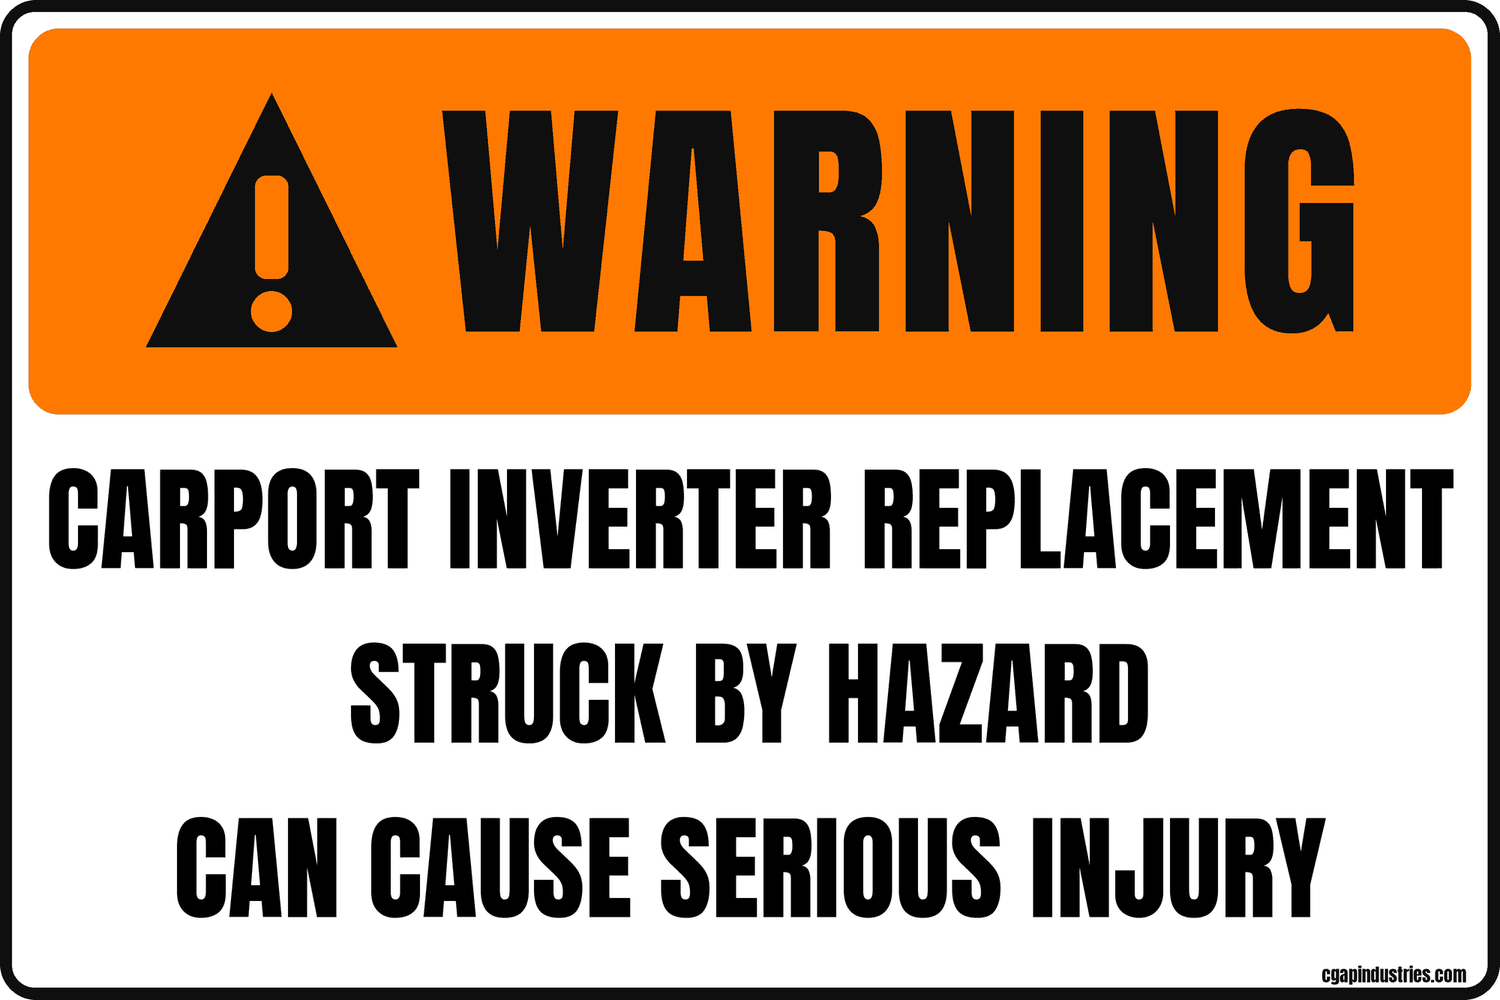 WARNING
CARPORT INVERTER REPLACEMENT
STRUCK BY HAZARD
CAN CAUSE SERIOUS INJURY
cgapindustries.com